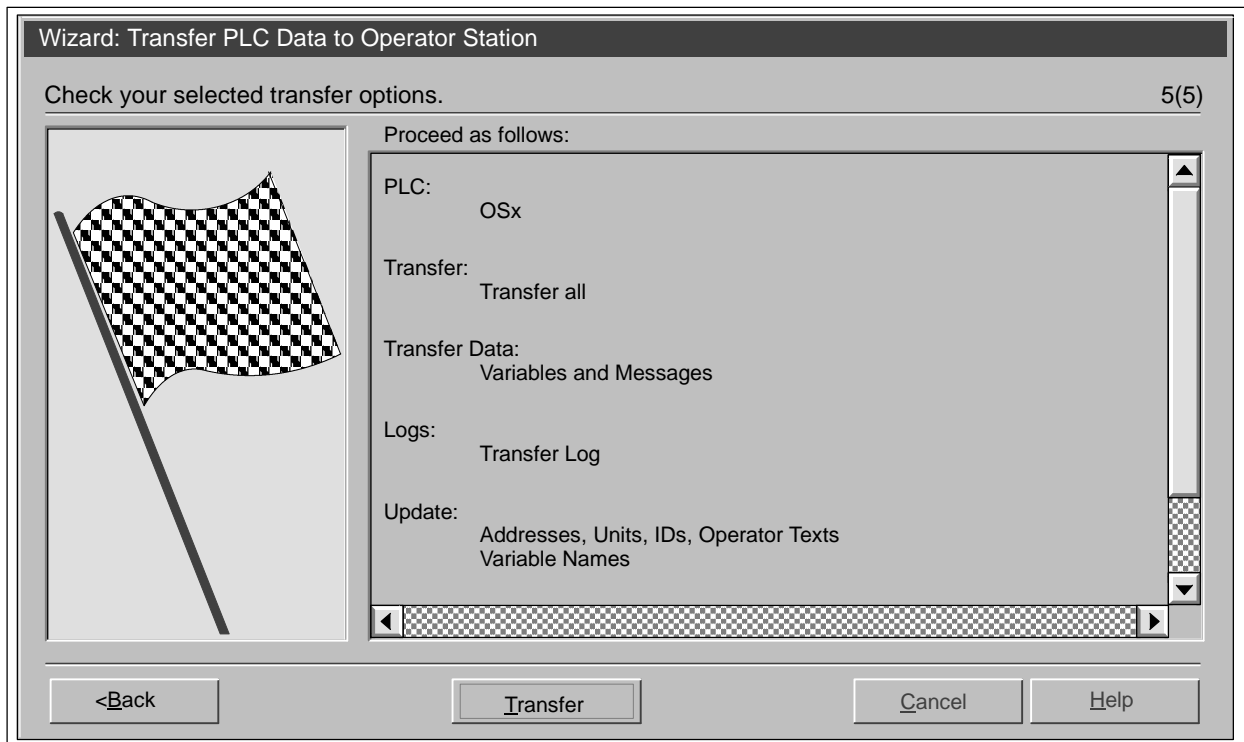 Wizard: Transfer PLC Data to Operator Station
Check your selected transfer options. 5(5)
Proceed as follows:
PLC:
OSx
Transfer:
Transfer all
Transfer Data:
Variables and Messages
Logs:
Transfer Log
Update:
Addresses, Units, IDs, Operator Texts
Variable Names
<Back Transfer Cancel Help